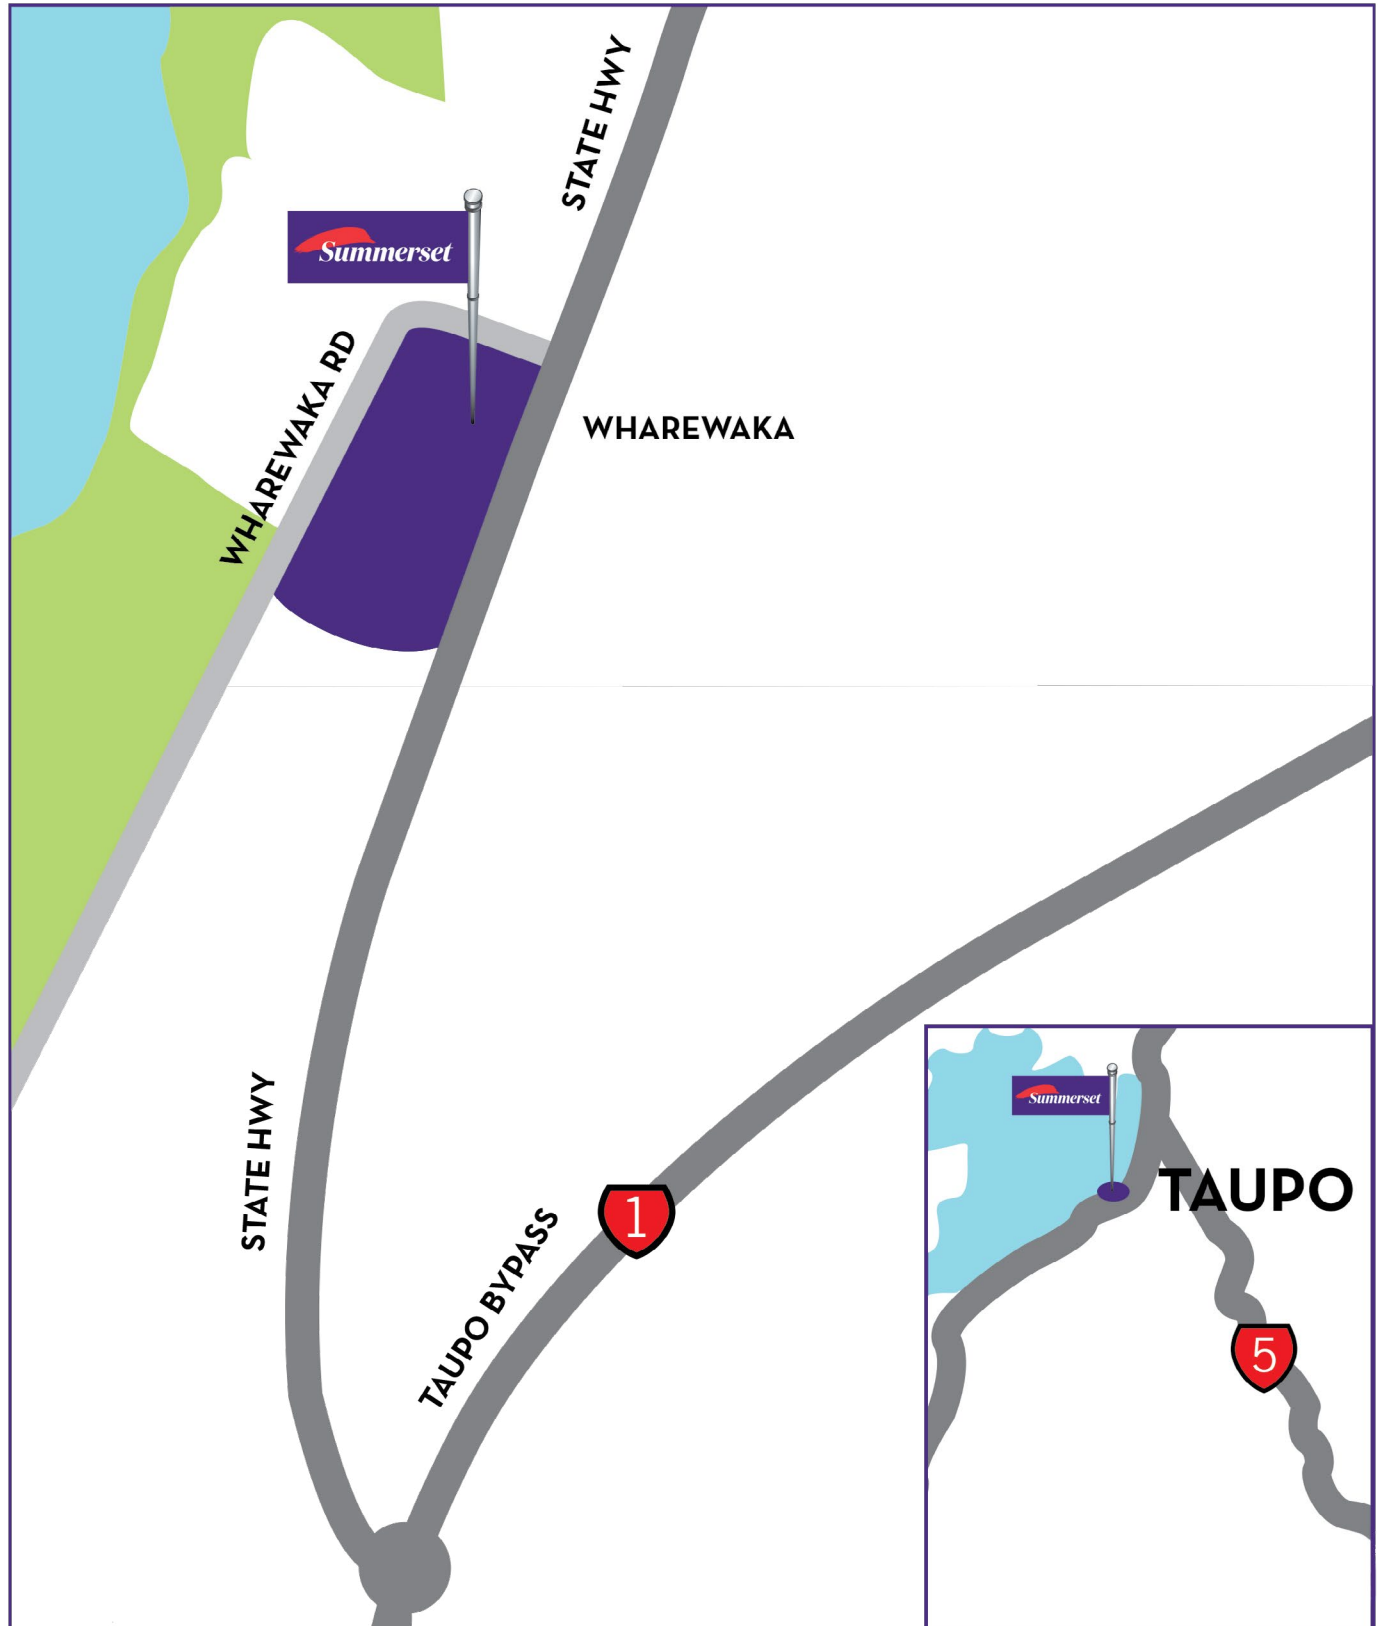 STATE HWY
Summerset
WHAREWAKA RD
WHAREWAKA
STATE HWY
TAUPO BYPASS
1
Summerset
TAUPO
5